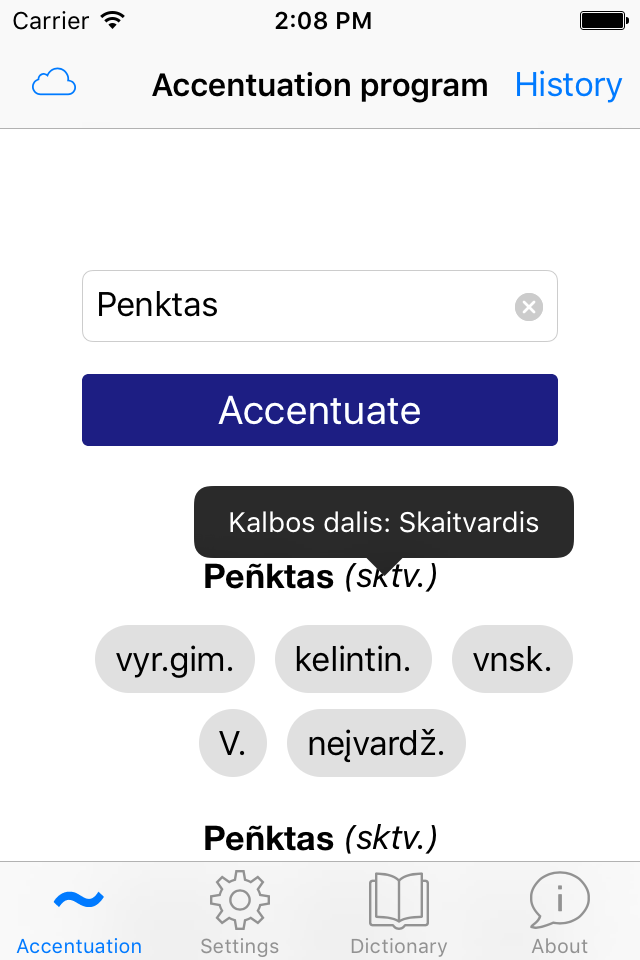 Carrier 2:08 PM
Accentuation program History
Penktas
Accentuate
Kalbos dalis: Skaitvardis
Peñktas (sktv.)
vyr.gim. kelintin. vnsk.
V. neįvardž.
Peñktas (sktv.)
Accentuation Settings Dictionary About